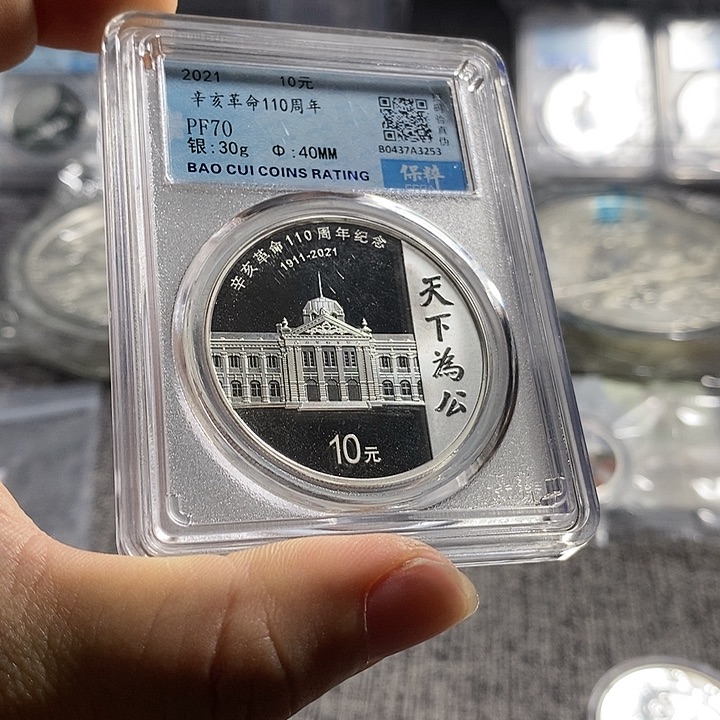 2021 10元
辛亥革命110周年
PF70
银:30g Φ:40MM
B0437A3253
BAO CUI COINS RATING
保粹
辛亥革命110周年纪念
1911-2021
天下為公
10元